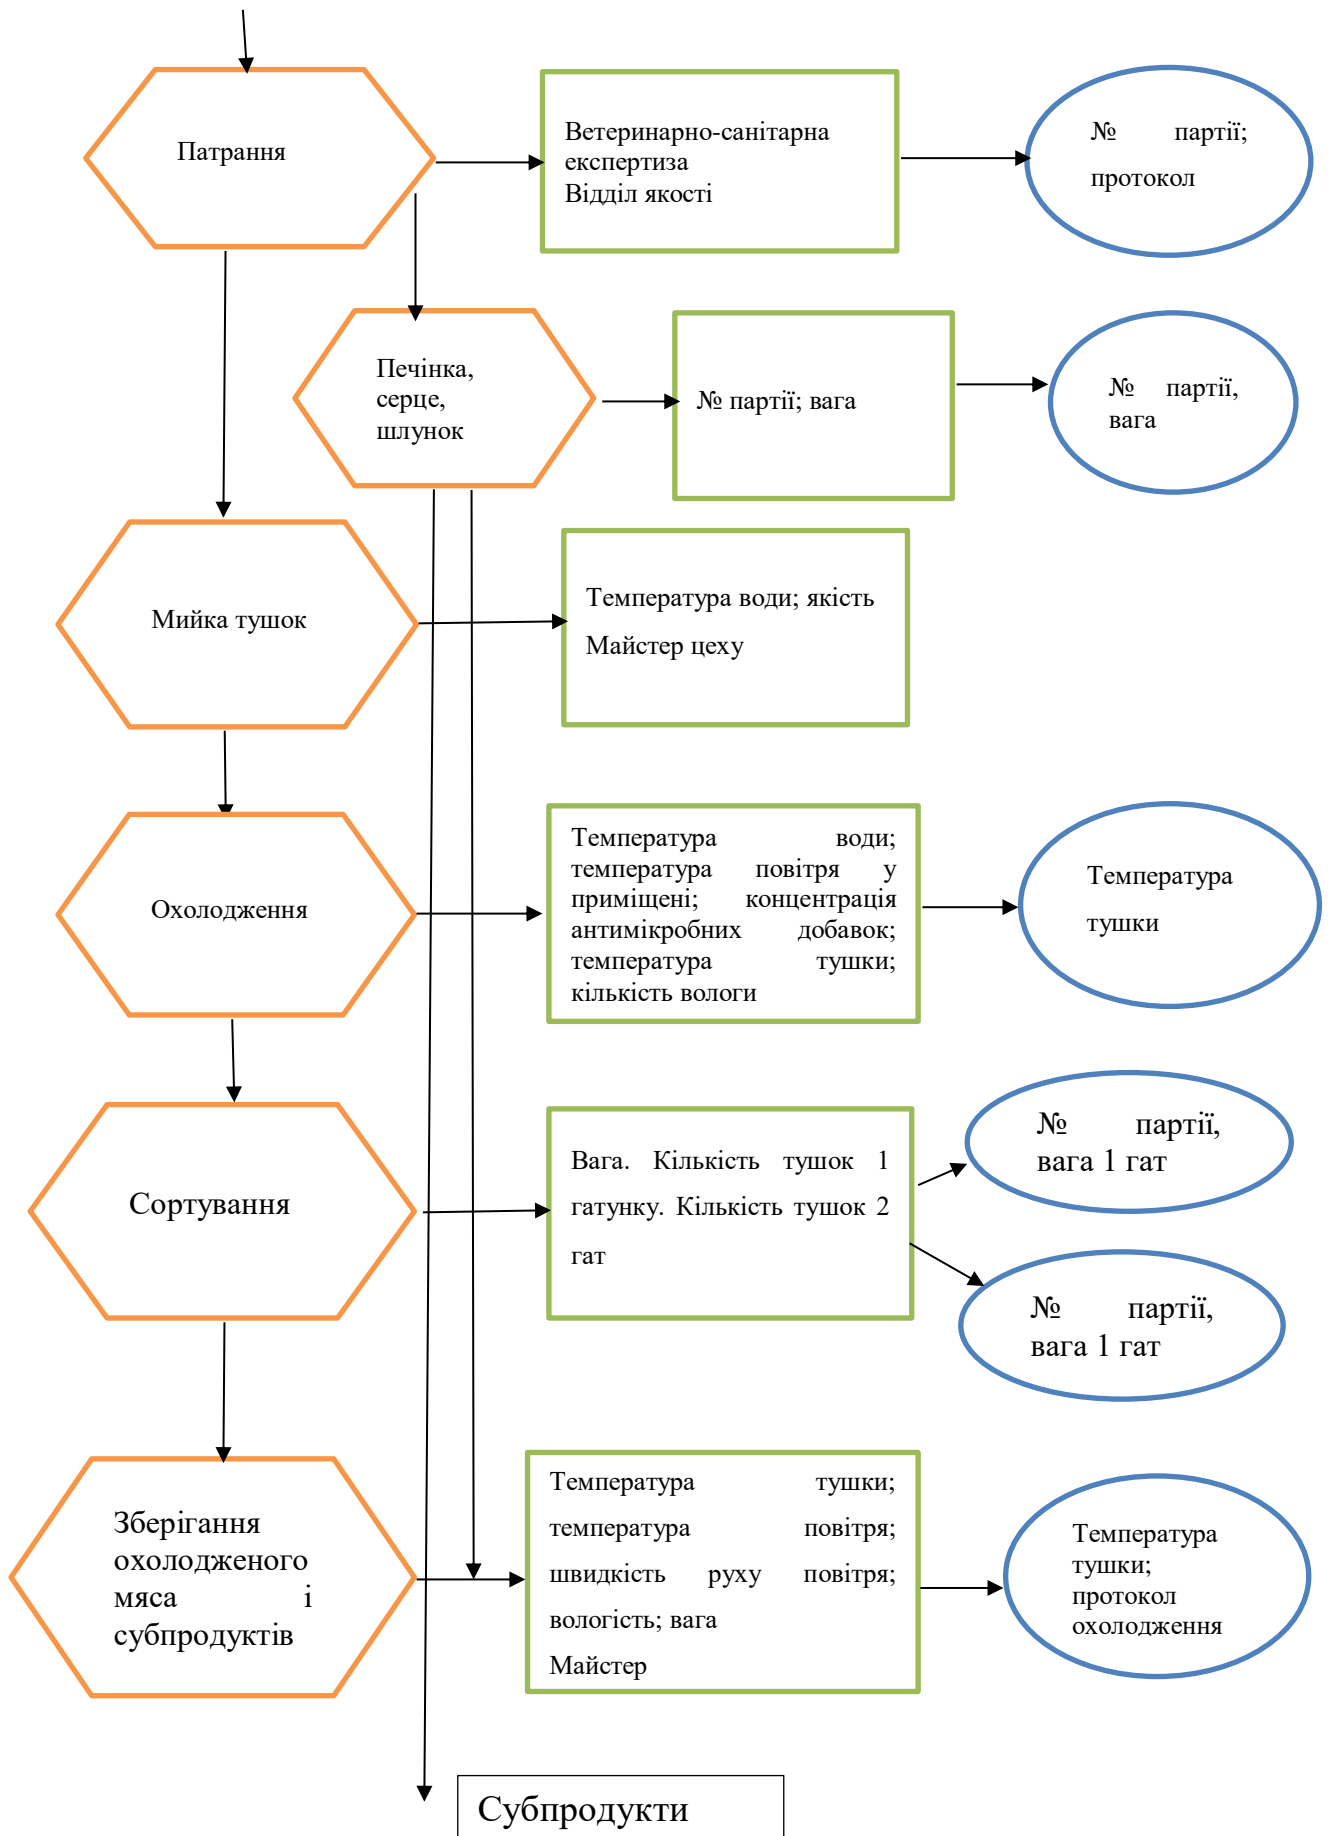 Патрання
Ветеринарно-санітарна
експертиза
Відділ якості
№ партії;
протокол
Печінка,
серце,
шлунок
№ партії; вага
№ партії,
вага
Мийка тушок
Температура води; якість
Майстер цеху
Охолодження
Температура води;
температура повітря у
приміщені; концентрація
антимікробних добавок;
температура тушки;
кількість вологи
Температура
тушки
Сортування
Вага. Кількість тушок 1
гатунку. Кількість тушок 2
гат
№ партії,
вага 1 гат
№ партії,
вага 1 гат
Зберігання
охолодженого
мяса і
субпродуктів
Температура тушки;
температура повітря;
швидкість руху повітря;
вологість; вага
Майстер
Температура
тушки;
протокол
охолодження
Субпродукти